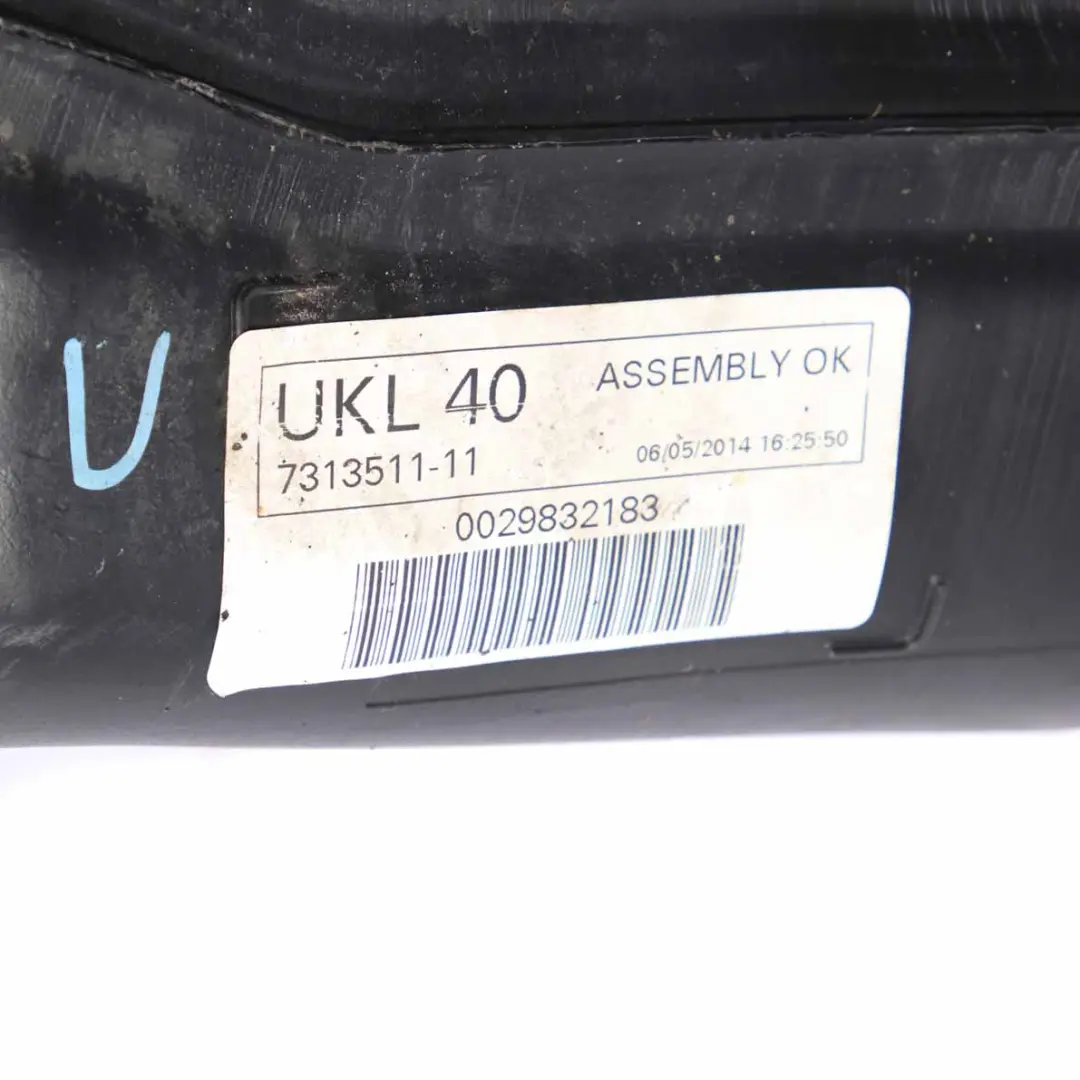 U
UKL 40
ASSEMBLY OK
7313511-11
06/05/2014 16:25:50
0029832183